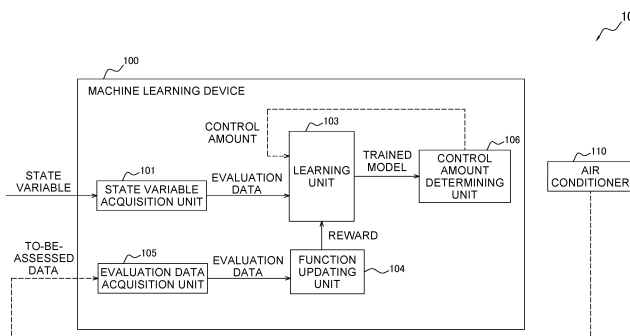 10
100
MACHINE LEARNING DEVICE
103
CONTROL
AMOUNT
106
110
LEARNING
UNIT
TRAINED
MODEL
CONTROL
AMOUNT
DETERMINING
UNIT
AIR
CONDITIONER
STATE
VARIABLE
101
STATE VARIABLE
ACQUISITION UNIT
EVALUATION
DATA
REWARD
TO-BE-
ASSESSED
DATA
105
EVALUATION DATA
ACQUISITION UNIT
EVALUATION
DATA
FUNCTION
UPDATING
UNIT
104